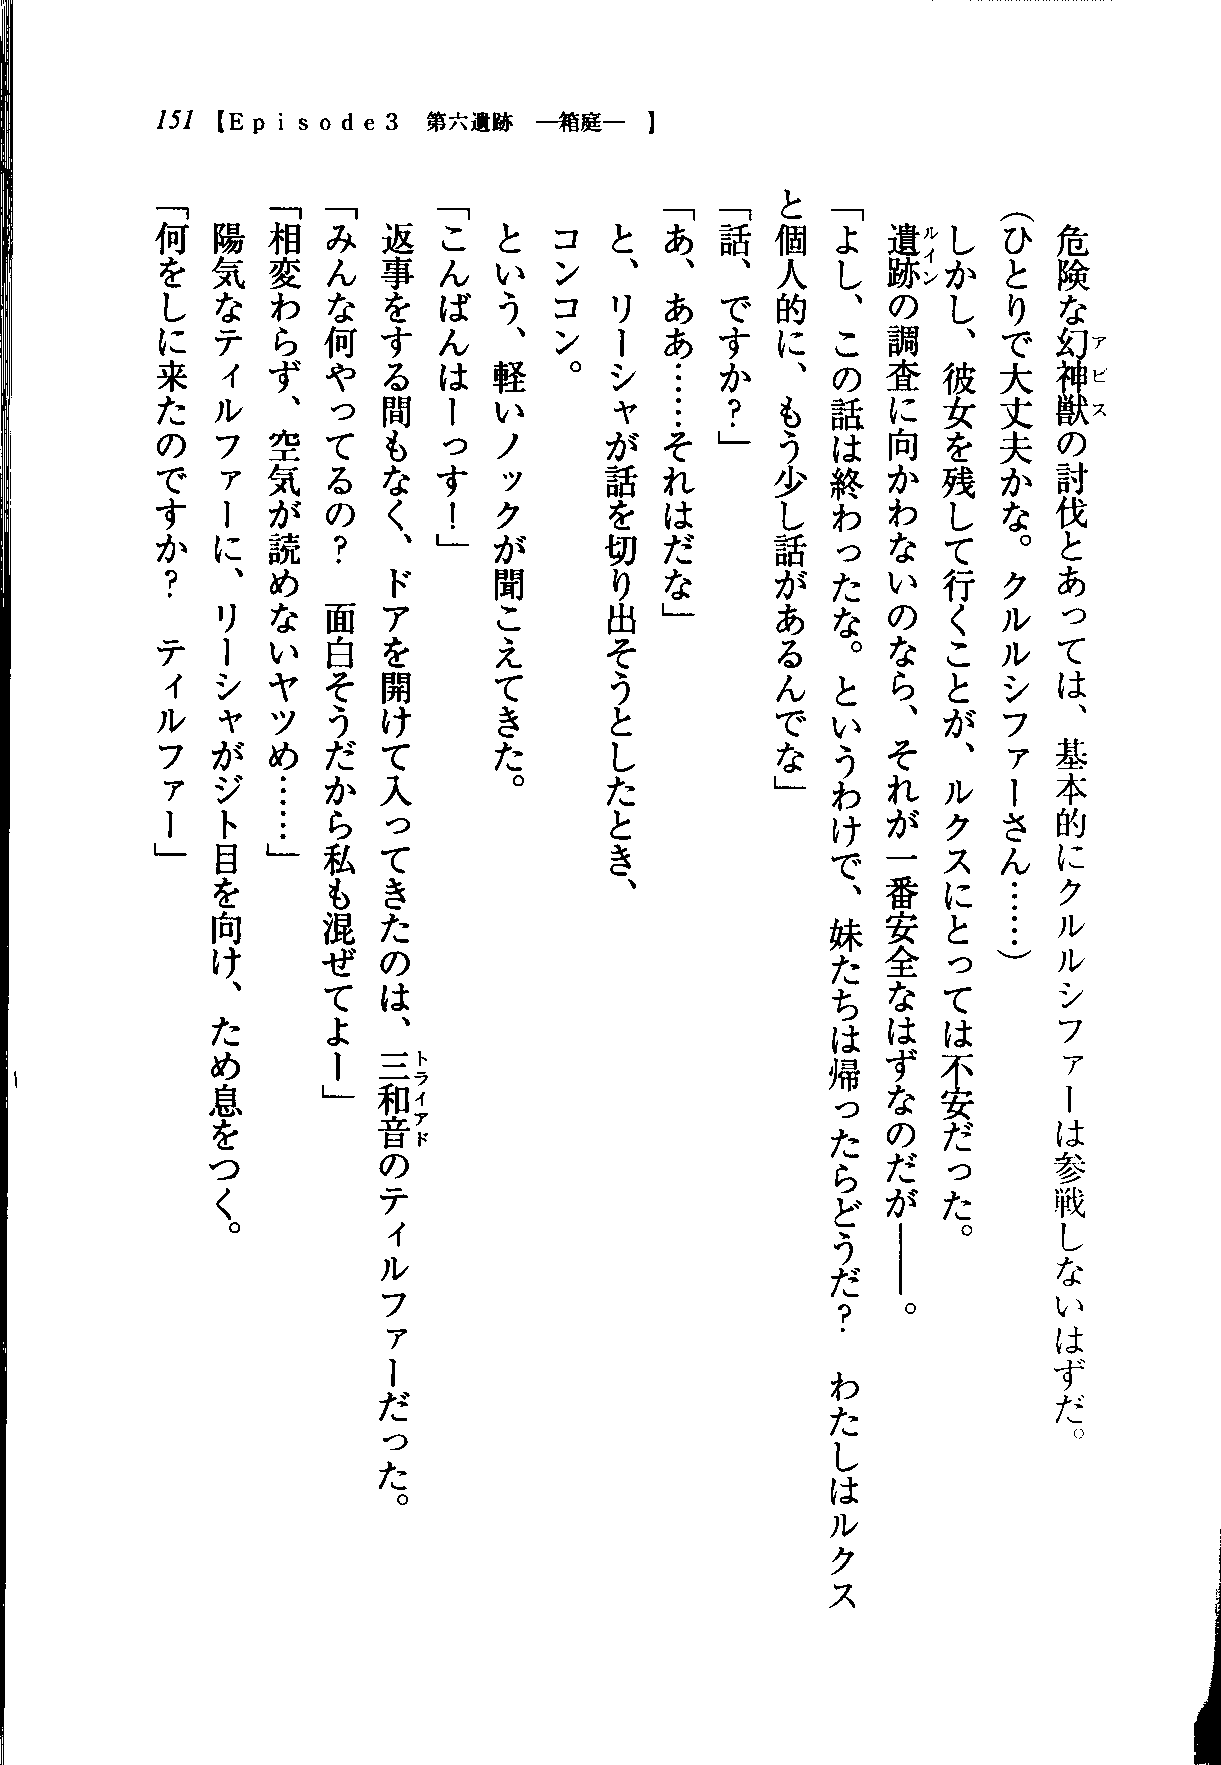 151 【Episode3　第六遺跡　―箱庭―　】
危険な幻神獣の討伐とあっては、基本的にクルルシファーは参戦しないはずだ。
アビス
（ひとりで大丈夫かな。クルルシファーさん……）
しかし、彼女を残して行くことが、ルクスにとっては不安だった。
遺跡の調査に向かわないのなら、それが一番安全なはずなのだが――。
ルイン
「よし、この話は終わったな。というわけで、妹たちは帰ったらどうだ？　わたしはルクス
と個人的に、もう少し話があるんでな」
「話、ですか？」
「あ、ああ……それはだな」
と、リーシャが話を切り出そうとしたとき、
コンコン。
という、軽いノックが聞こえてきた。
「こんばんはーっす！」
返事をする間もなく、ドアを開けて入ってきたのは、三和音のティルファーだった。
トライアド
「みんな何やってるの？　面白そうだから私も混ぜてよー」
「相変わらず、空気が読めないヤツめ……」
陽気なティルファーに、リーシャがジト目を向け、ため息をつく。
「何をしに来たのですか？　ティルファー」